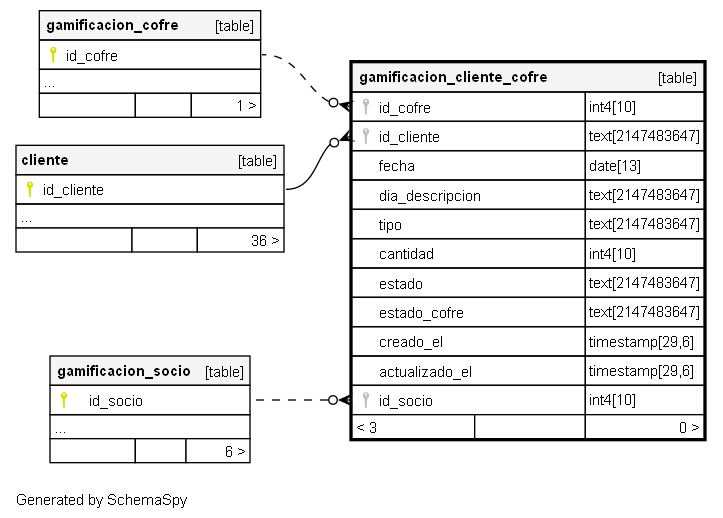 gamificacion_cofre [table]
id_cofre
...
1 >
cliente [table]
id_cliente
...
36 >
gamificacion_socio [table]
id_socio
...
6 >
gamificacion_cliente_cofre [table]
id_cofre int4[10]
id_cliente text[2147483647]
fecha date[13]
dia_descripcion text[2147483647]
tipo text[2147483647]
cantidad int4[10]
estado text[2147483647]
estado_cofre text[2147483647]
creado_el timestamp[29,6]
actualizado_el timestamp[29,6]
id_socio int4[10]
< 3 0 >
Generated by SchemaSpy